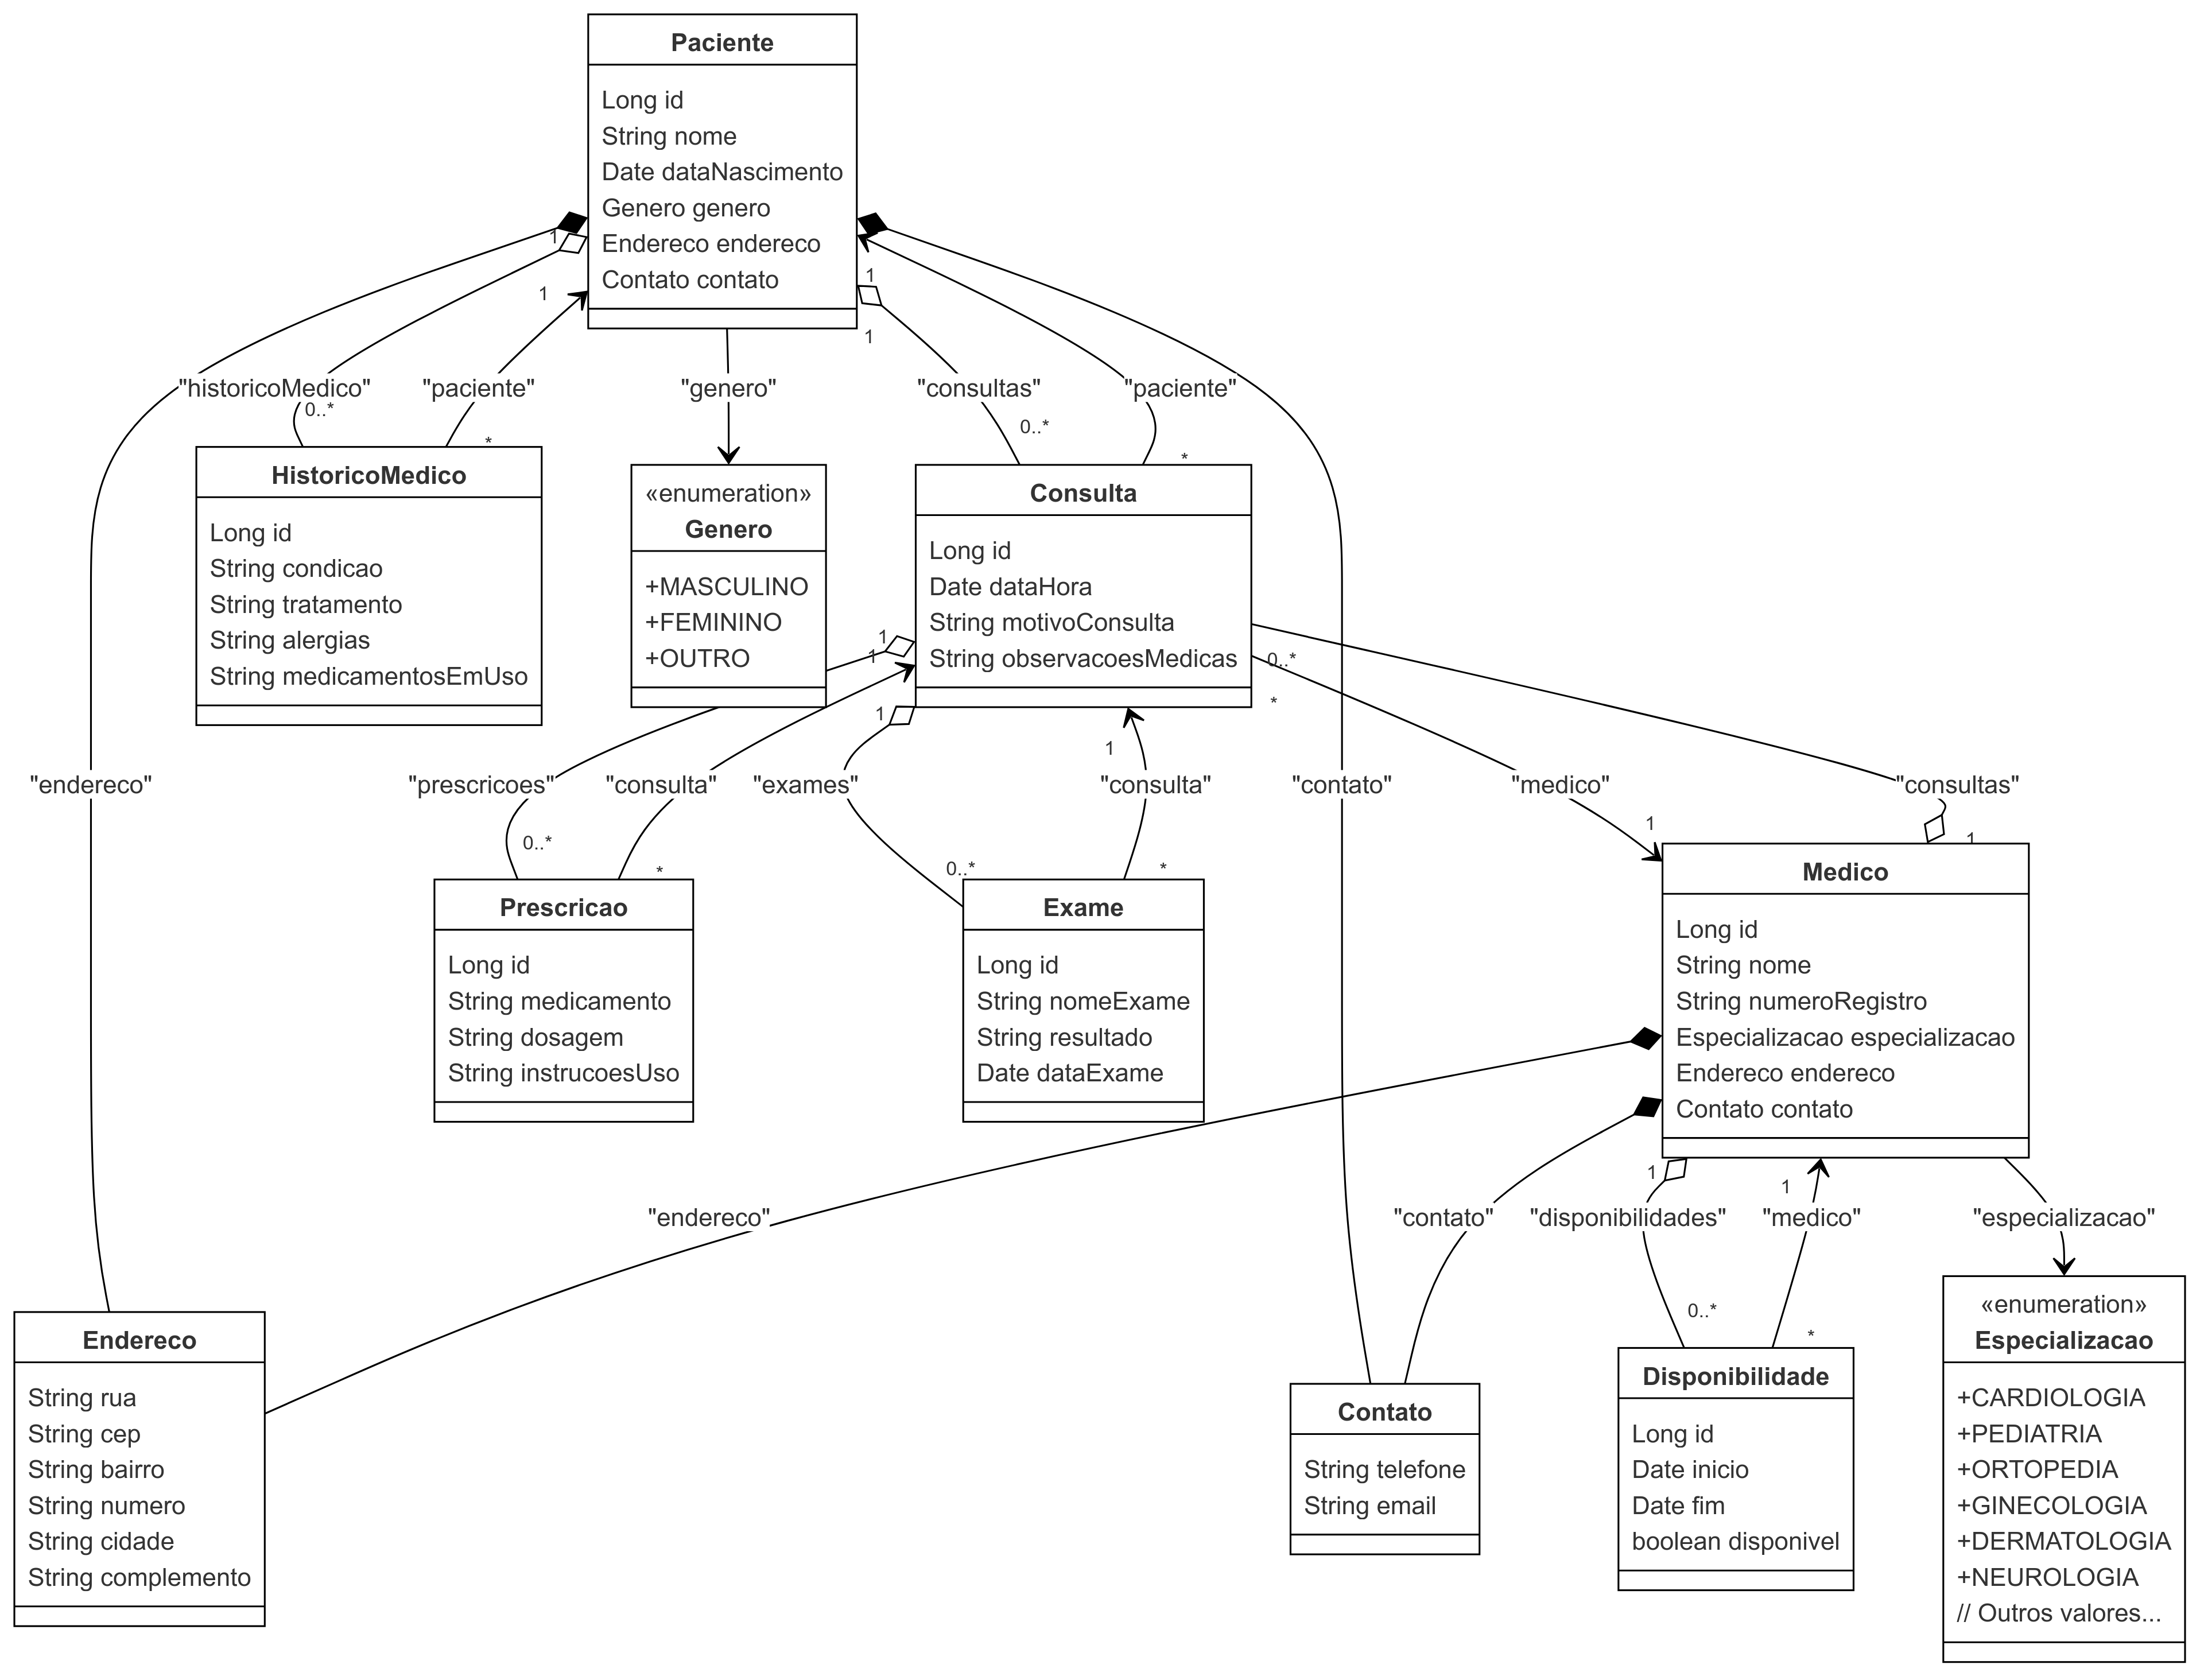 Paciente
Long id
String nome
Date dataNascimento
Genero genero
Endereco endereco
Contato contato
1
1
1
1
"historicoMedico"
"paciente"
"genero"
"consultas"
"paciente"
0..*
*
0..*
*
HistoricoMedico
Long id
String condicao
String tratamento
String alergias
String medicamentosEmUso
«enumeration»
Genero
+MASCULINO
+FEMININO
+OUTRO
Consulta
Long id
Date dataHora
String motivoConsulta
String observacoesMedicas
1
1
1
1
0..*
*
"endereco"
"prescricoes"
"consulta"
"exames"
"consulta"
"contato"
"medico"
"consultas"
0..*
*
0..*
*
1
1
Prescricao
Long id
String medicamento
String dosagem
String instrucoesUso
Exame
Long id
String nomeExame
String resultado
Date dataExame
Medico
Long id
String nome
String numeroRegistro
Especializacao especializacao
Endereco endereco
Contato contato
1
1
"endereco"
"contato"
"disponibilidades"
"medico"
"especializacao"
0..*
*
Endereco
String rua
String cep
String bairro
String numero
String cidade
String complemento
Contato
String telefone
String email
Disponibilidade
Long id
Date inicio
Date fim
boolean disponivel
«enumeration»
Especializacao
+CARDIOLOGIA
+PEDIATRIA
+ORTOPEDIA
+GINECOLOGIA
+DERMATOLOGIA
+NEUROLOGIA
// Outros valores...